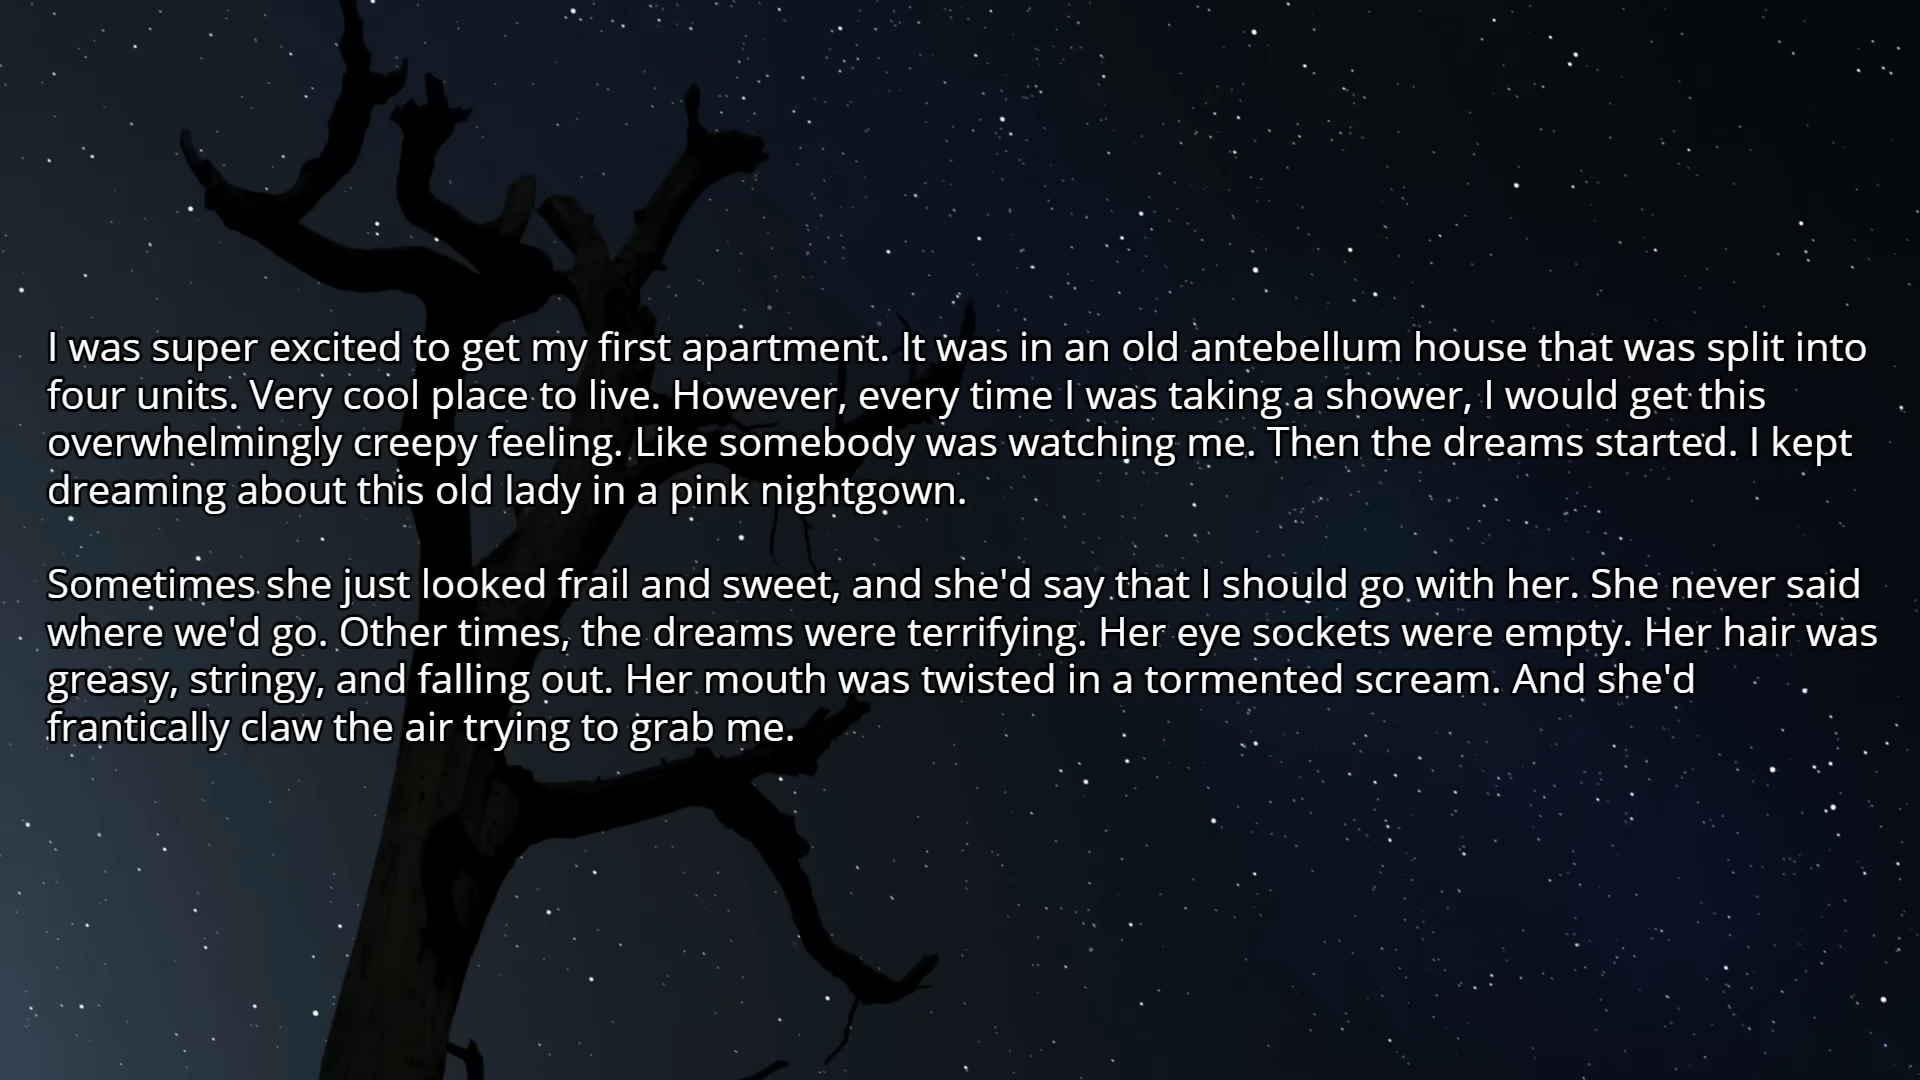 I was super excited to get my first apartment. It was in an old antebellum house that was split into
four units. Very cool place to live. However, every time I was taking a shower, I would get this
overwhelmingly creepy feeling. Like somebody was watching me. Then the dreams started. I kept
dreaming about this old lady in a pink nightgown.
Sometimes she just looked frail and sweet, and she'd say that I should go with her. She never said
where we'd go. Other times, the dreams were terrifying. Her eye sockets were empty. Her hair was
greasy, stringy, and falling out. Her mouth was twisted in a tormented scream. And she'd
frantically claw the air trying to grab me.